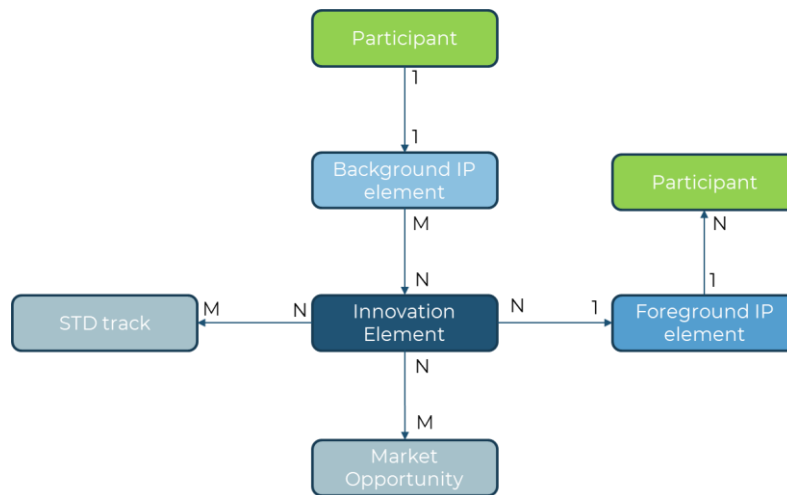 Participant
1
1
Background IP
element
Participant
M
N
N
1
STD track
M
N
Innovation
Element
N
1
Foreground IP
element
N
M
Market
Opportunity